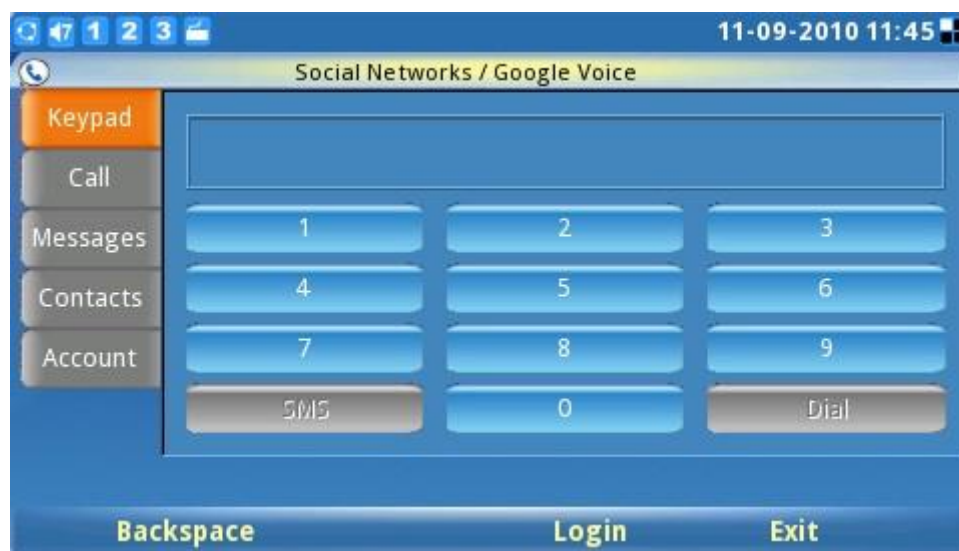 7 1 2 3 11-09-2010 11:45
Social Networks / Google Voice
Keypad
Call
Messages
Contacts
Account
1 2 3
4 5 6
7 8 9
SMS 0 Dial
Backspace Login Exit